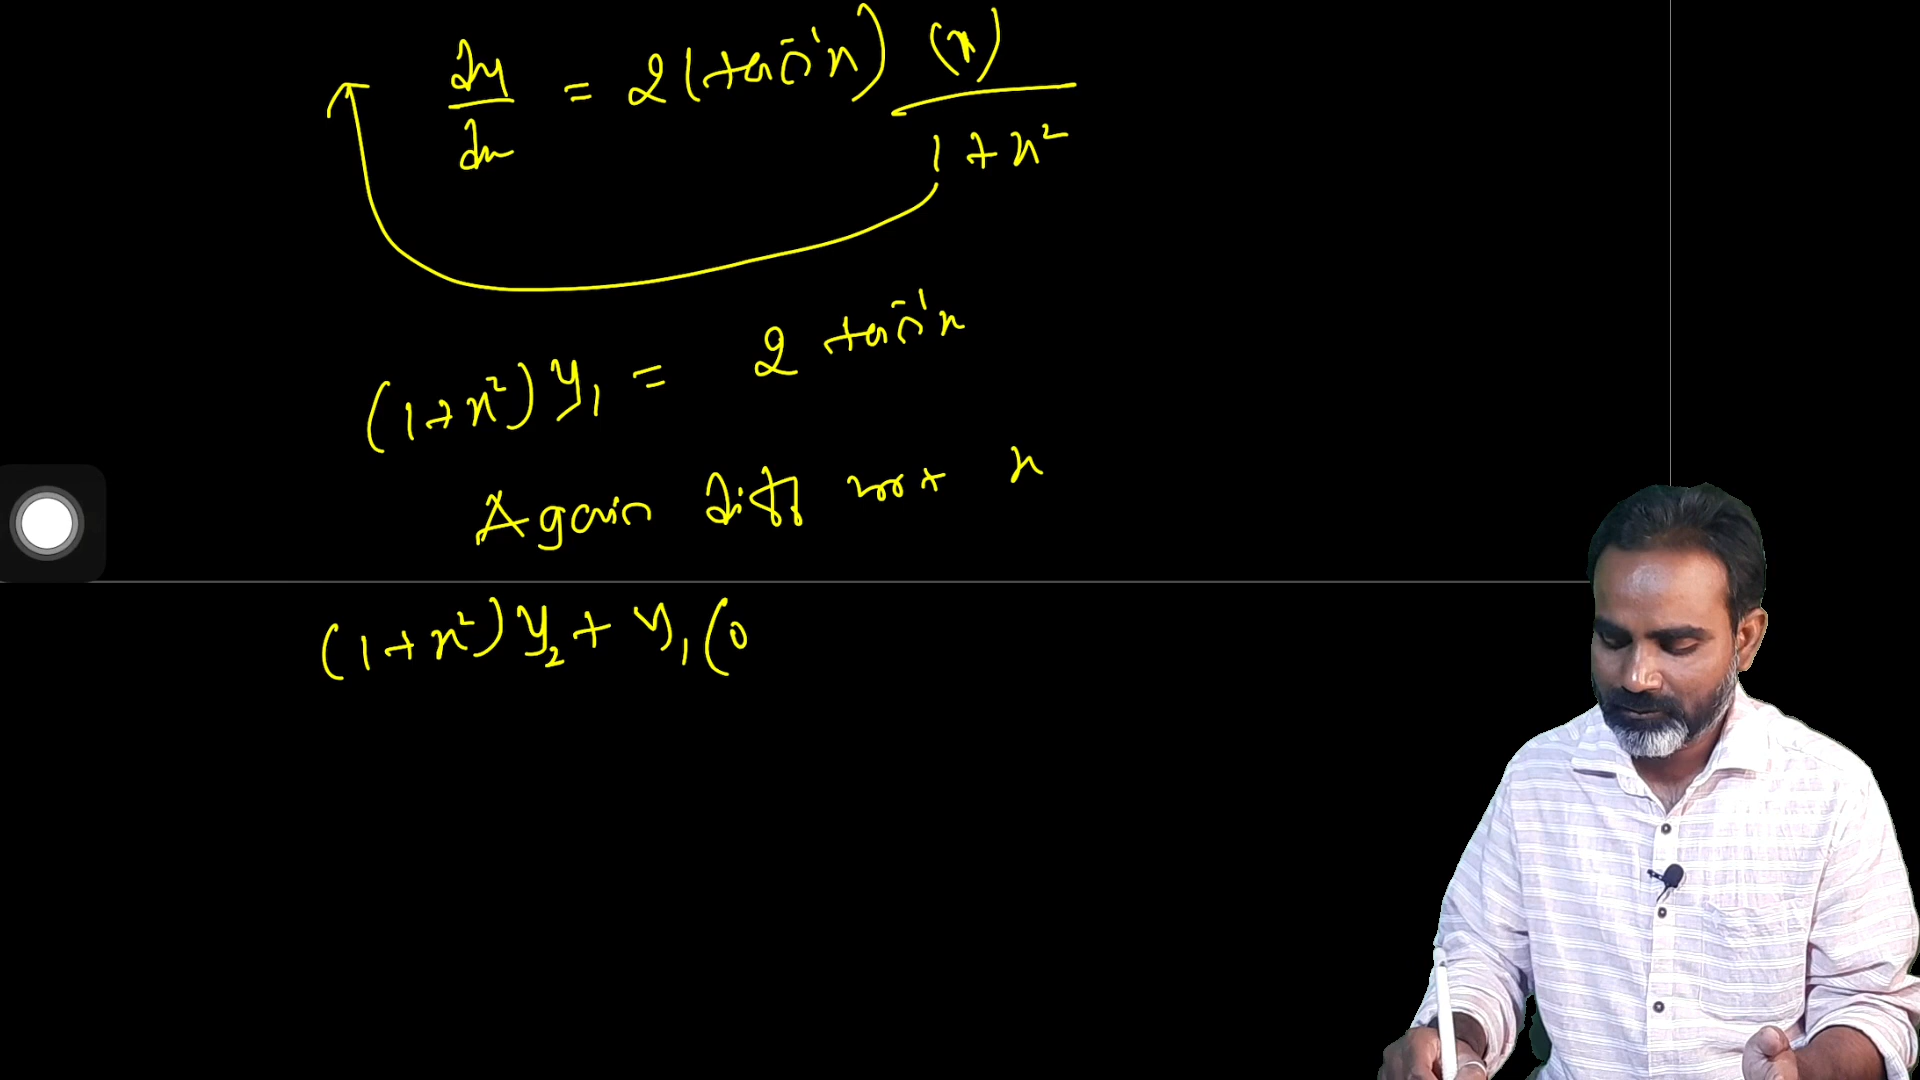 dy/dx = 2(tan⁻¹x) (1)/1+x²
(1+x²)y₁ = 2 tan⁻¹x
Again diff w.r.t x
(1+x²)y₂ + y₁(0